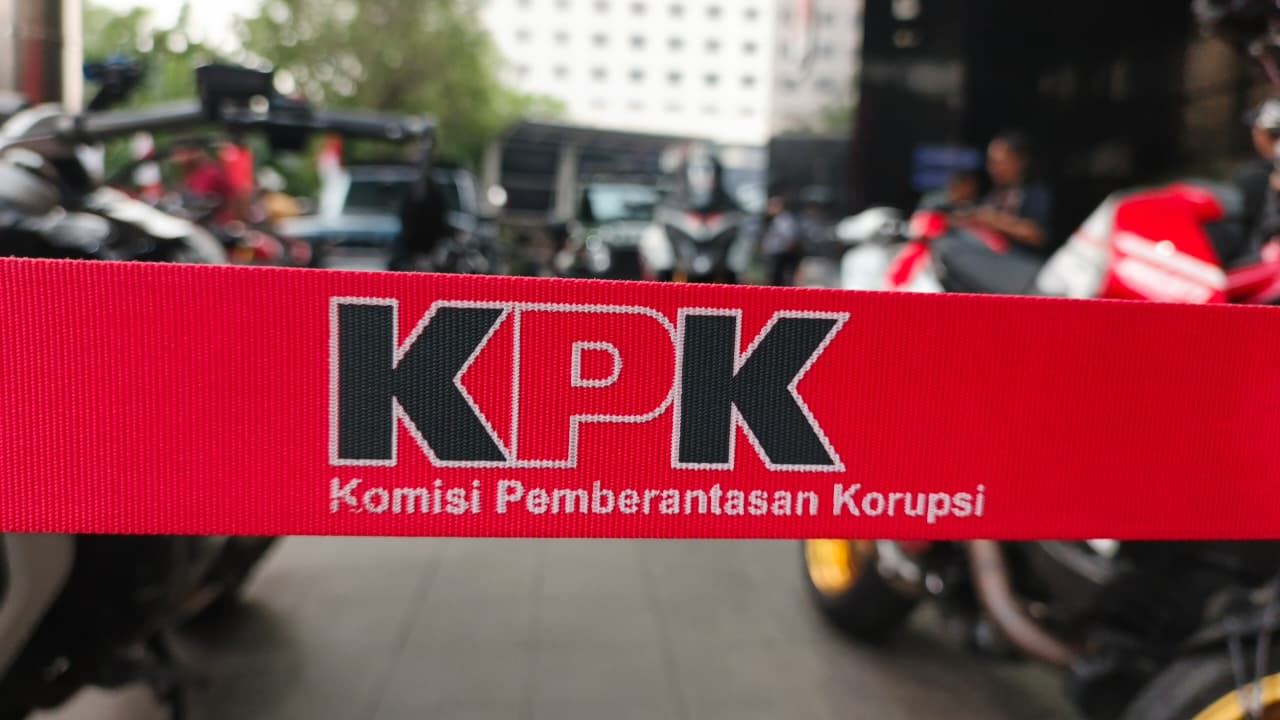 KPK
Komisi Pemberantasan Korupsi